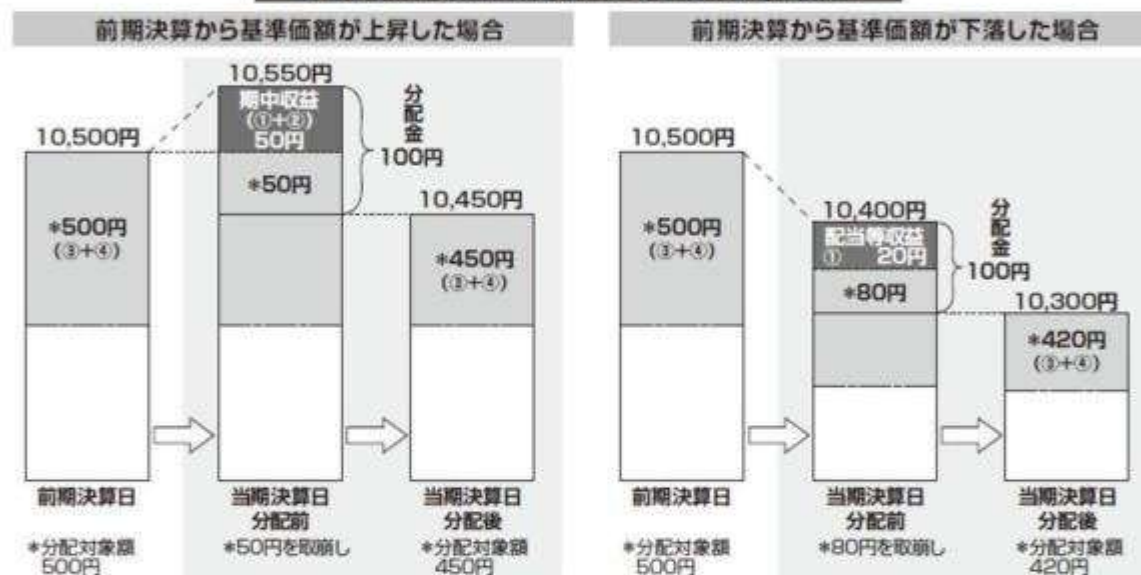 前期決算から基準価額が上昇した場合
10,550円
期中収益
(①+②)
50円
*50円
分配金
100円
10,500円
*500円
(③+④)
10,450円
*450円
(③+④)
前期決算日
*分配対象額
500円
当期決算日
分配前
*50円を取崩し
当期決算日
分配後
*分配対象額
450円
前期決算から基準価額が下落した場合
10,500円
*500円
(③+④)
10,400円
配当等収益
① 20円
*80円
分配金
100円
10,300円
*420円
(③+④)
前期決算日
*分配対象額
500円
当期決算日
分配前
*80円を取崩し
当期決算日
分配後
*分配対象額
420円